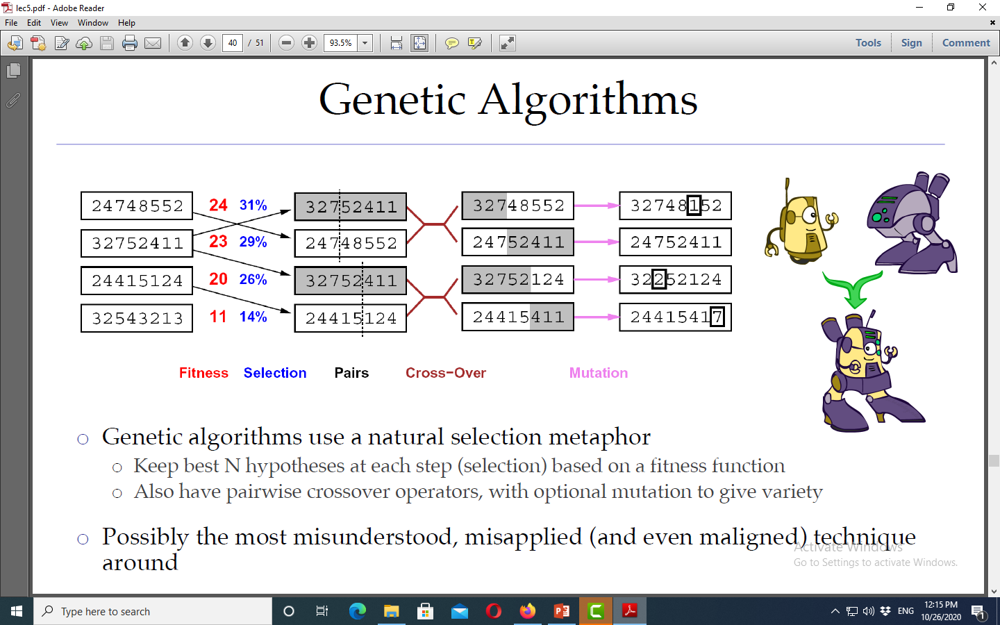 lec5.pdf - Adobe Reader
File Edit View Window Help
40 / 51 93.5% Tools Sign Comment
Genetic Algorithms
24748552 24 31% 32752411 32748552 32748152
32752411 23 29% 24748552 24752411 24752411
24415124 20 26% 32752411 32752124 32252124
32543213 11 14% 24415124 24415411 24415417
Fitness Selection Pairs Cross-Over Mutation
Genetic algorithms use a natural selection metaphor
Keep best N hypotheses at each step (selection) based on a fitness function
Also have pairwise crossover operators, with optional mutation to give variety
Possibly the most misunderstood, misapplied (and even maligned) technique
around
Activate Windows
Go to Settings to activate Windows.
Type here to search
ENG
12:15 PM
10/26/2020
1